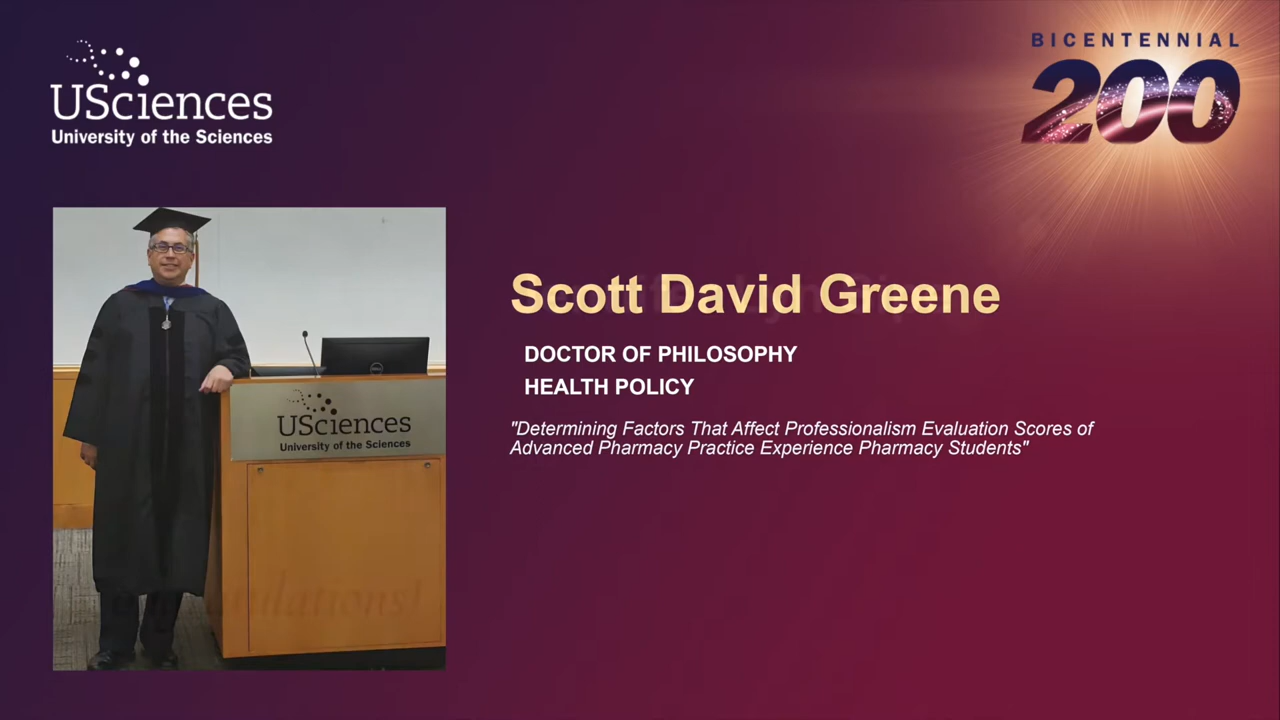 BICENTENNIAL
200
USciences
University of the Sciences
Scott David Greene
DOCTOR OF PHILOSOPHY
HEALTH POLICY
"Determining Factors That Affect Professionalism Evaluation Scores of
Advanced Pharmacy Practice Experience Pharmacy Students"
USciences
University of the Sciences